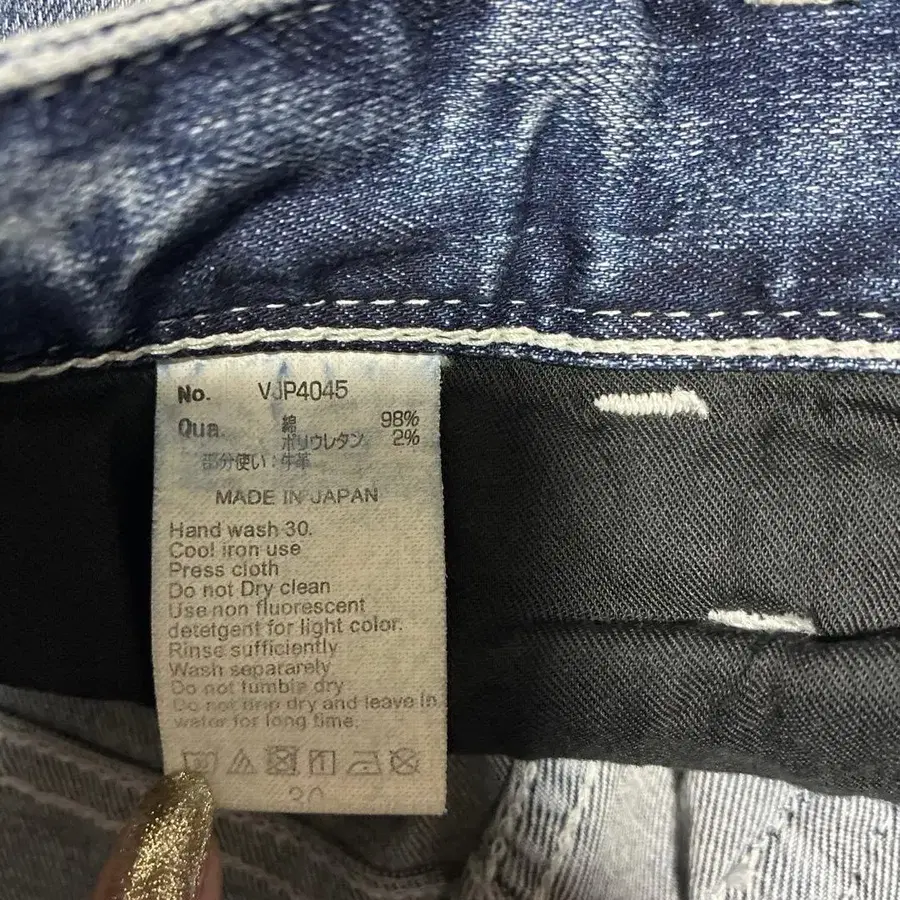 No. VJP4045
Qua. 綿 98%
ポリウレタン 2%
部分使い:牛革
MADE IN JAPAN
Hand wash 30.
Cool iron use
Press cloth
Do not Dry clean
Use non fluorescent
detetgent for light color.
Rinse sufficiently
Wash separarely
Do not tumble dry
Do not drip dry and leave in
water for long time.
30